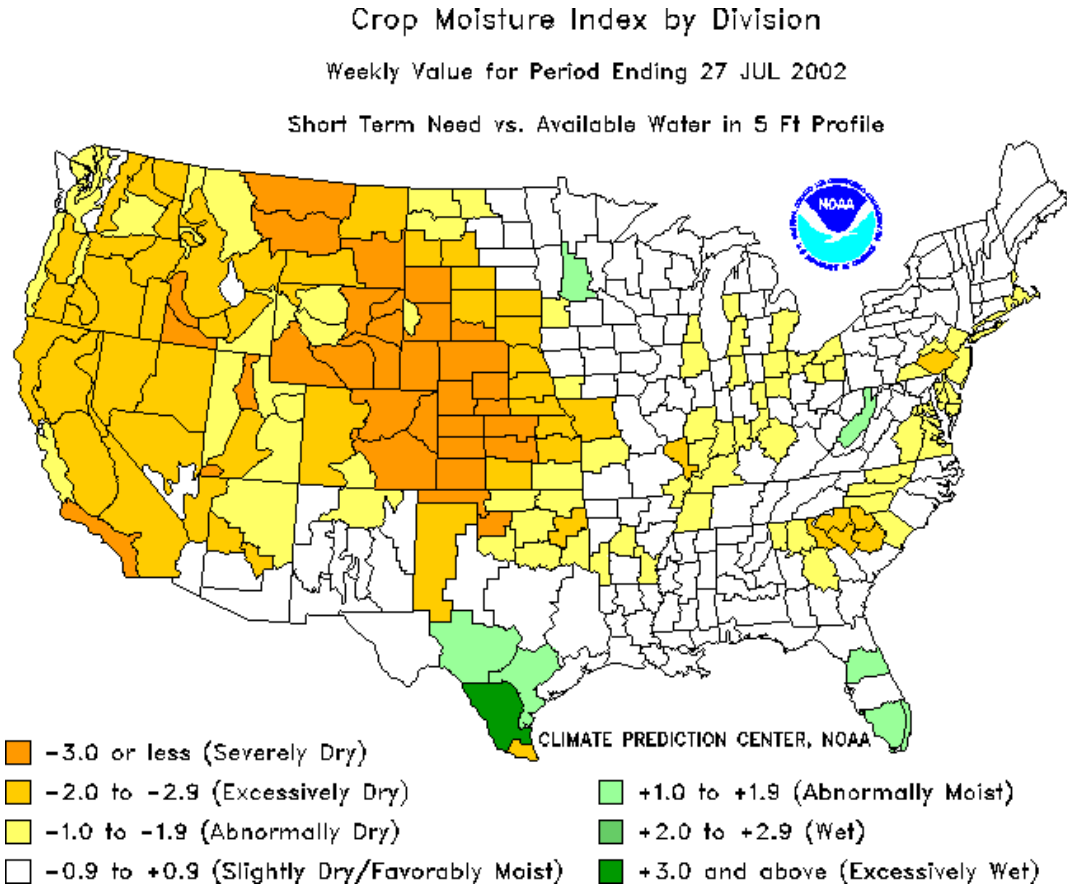 Crop Moisture Index by Division
Weekly Value for Period Ending 27 JUL 2002
Short Term Need vs. Available Water in 5 Ft Profile
NOAA
CLIMATE PREDICTION CENTER, NOAA
-3.0 or less (Severely Dry)
-2.0 to -2.9 (Excessively Dry)
-1.0 to -1.9 (Abnormally Dry)
-0.9 to +0.9 (Slightly Dry/Favorably Moist)
+1.0 to +1.9 (Abnormally Moist)
+2.0 to +2.9 (Wet)
+3.0 and above (Excessively Wet)